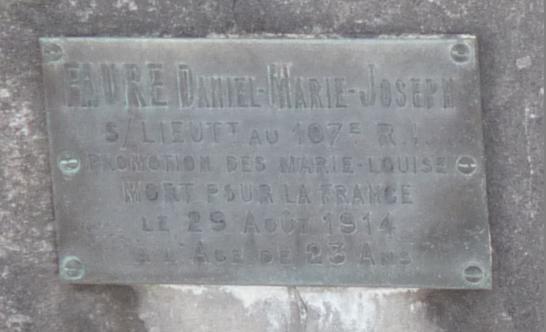 FAURE DANIEL-MARIE-JOSEPH
S/LIEUTT AU 107E R.I.
PROMOTION DES MARIE-LOUISE
MORT POUR LA FRANCE
LE 29 AOÛT 1914
À L'AGE DE 23 ANS